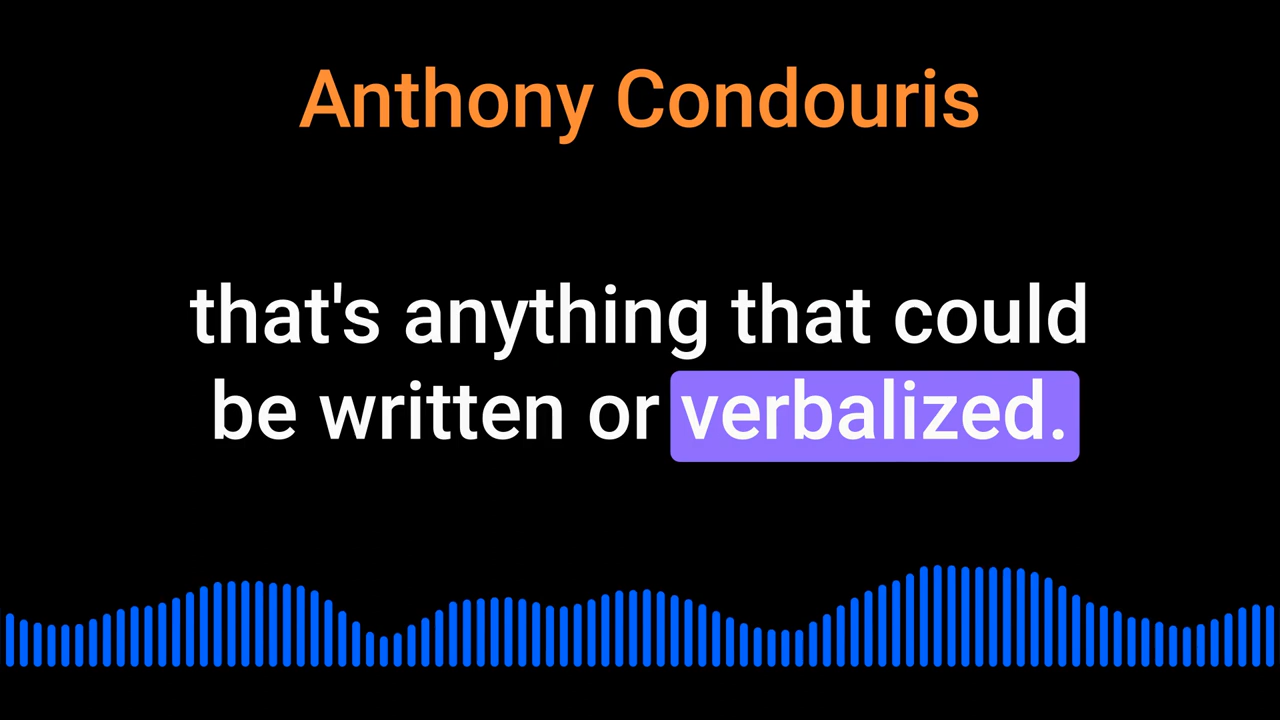 Anthony Condouris
that's anything that could
be written or verbalized.